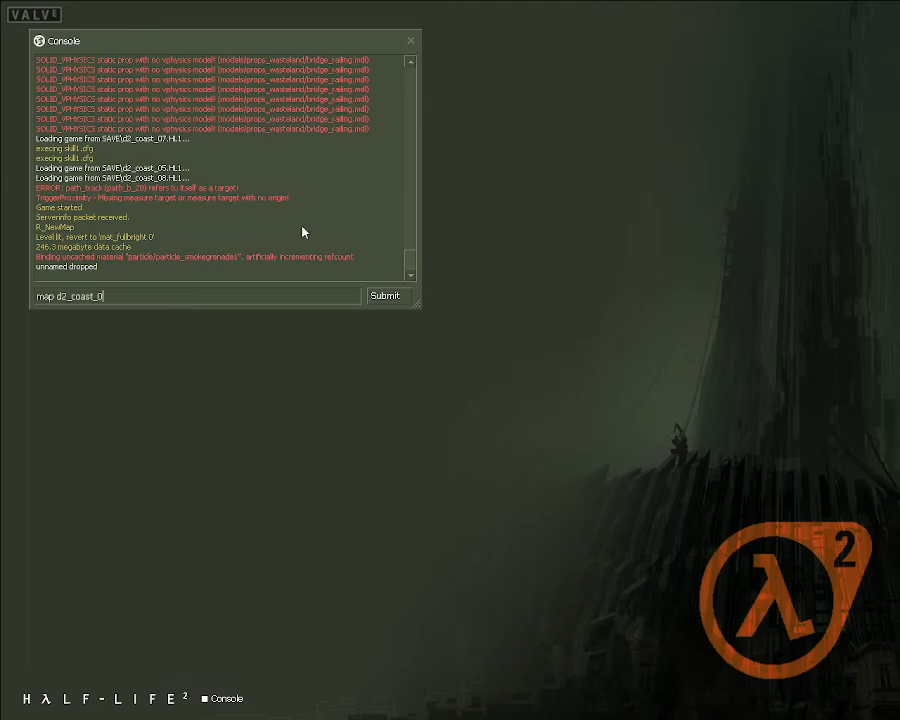 VALVE
Console
SOLID_VPHYSICS static prop with no vphysics model!! (models/props_wasteland/bridge_railing.mdl)
SOLID_VPHYSICS static prop with no vphysics model!! (models/props_wasteland/bridge_railing.mdl)
SOLID_VPHYSICS static prop with no vphysics model!! (models/props_wasteland/bridge_railing.mdl)
SOLID_VPHYSICS static prop with no vphysics model!! (models/props_wasteland/bridge_railing.mdl)
SOLID_VPHYSICS static prop with no vphysics model!! (models/props_wasteland/bridge_railing.mdl)
SOLID_VPHYSICS static prop with no vphysics model!! (models/props_wasteland/bridge_railing.mdl)
SOLID_VPHYSICS static prop with no vphysics model!! (models/props_wasteland/bridge_railing.mdl)
SOLID_VPHYSICS static prop with no vphysics model!! (models/props_wasteland/bridge_railing.mdl)
Loading game from SAVE\d2_coast_07.HL1...
execing skill1.cfg
execing skill1.cfg
Loading game from SAVE\d2_coast_05.HL1...
Loading game from SAVE\d2_coast_08.HL1...
ERROR: path_track (path_b_20) refers to itself as a target!
TriggerProximity - Missing measure target or measure target with no origin!
Game started
Serverinfo packet received.
R_NewMap
Level lit, revert to 'mat_fullbright 0'
246.3 megabyte data cache
Binding uncached material "particle/particle_smokegrenade1", artificially incrementing refcount
unnamed dropped
map d2_coast_0
Submit
2
λ
HλLF-LIFE² Console